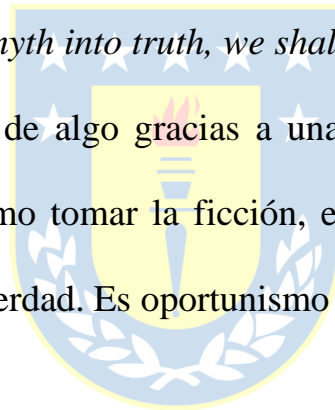 myth into truth, we shal
de algo gracias a una
mo tomar la ficción, e
erdad. Es oportunismo